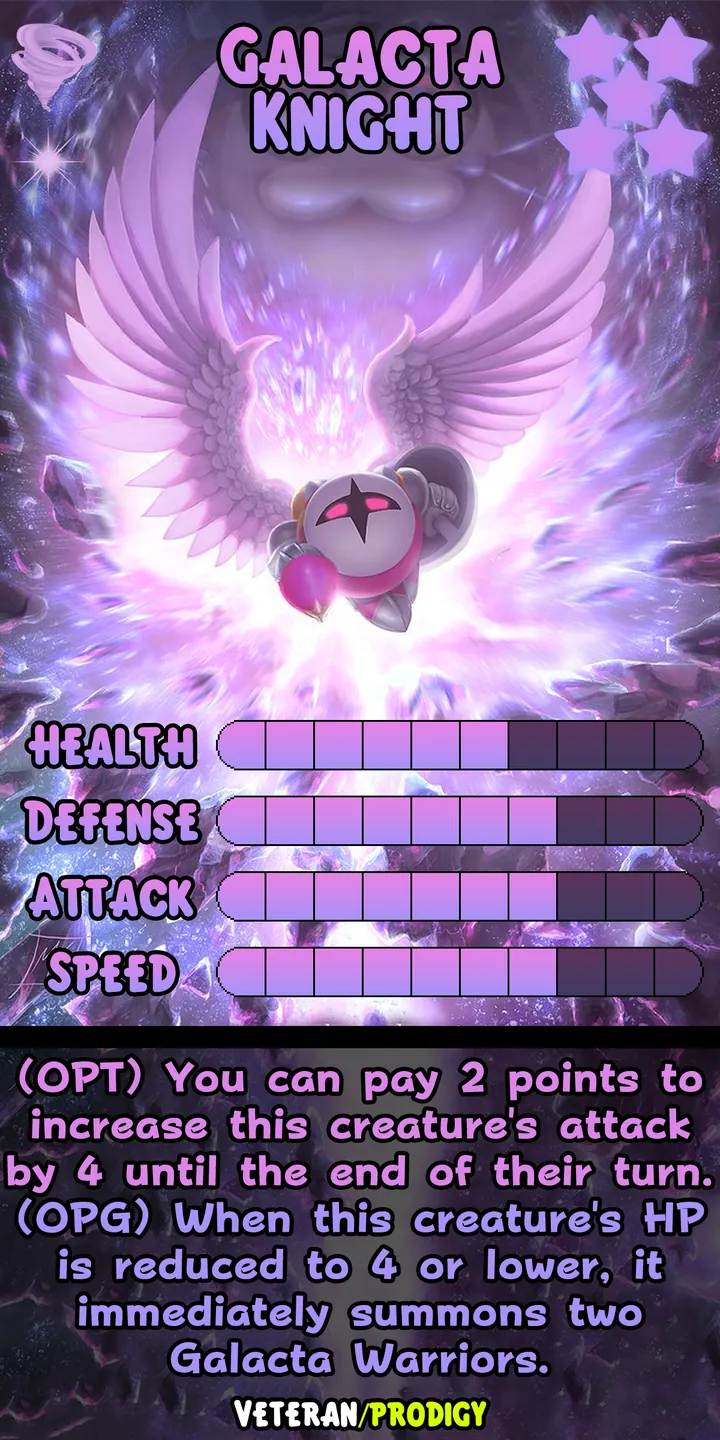 GALACTA
KNIGHT
HEALTH
DEFENSE
ATTACK
SPEED
(OPT) You can pay 2 points to
increase this creature's attack
by 4 until the end of their turn.
(OPG) When this creature's HP
is reduced to 4 or lower, it
immediately summons two
Galacta Warriors.
VETERAN/PRODIGY